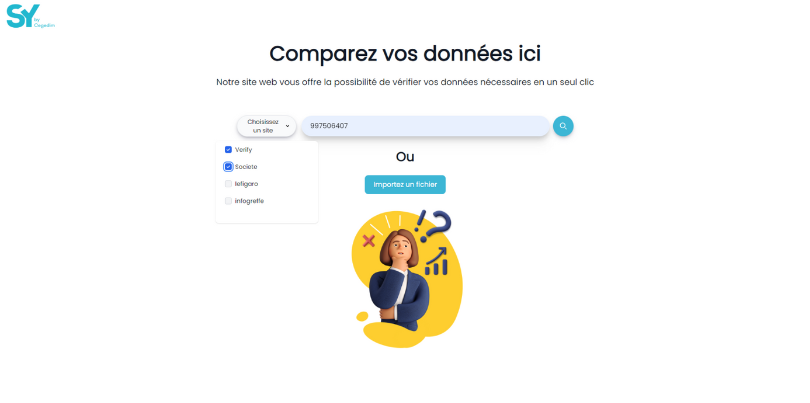 SY
by
Cegedim
Comparez vos données ici
Notre site web vous offre la possibilité de vérifier vos données nécessaires en un seul clic
Choisissez
un site
997506407
Verify
Societe
lefigaro
infogreffe
Ou
Importez un fichier
!?